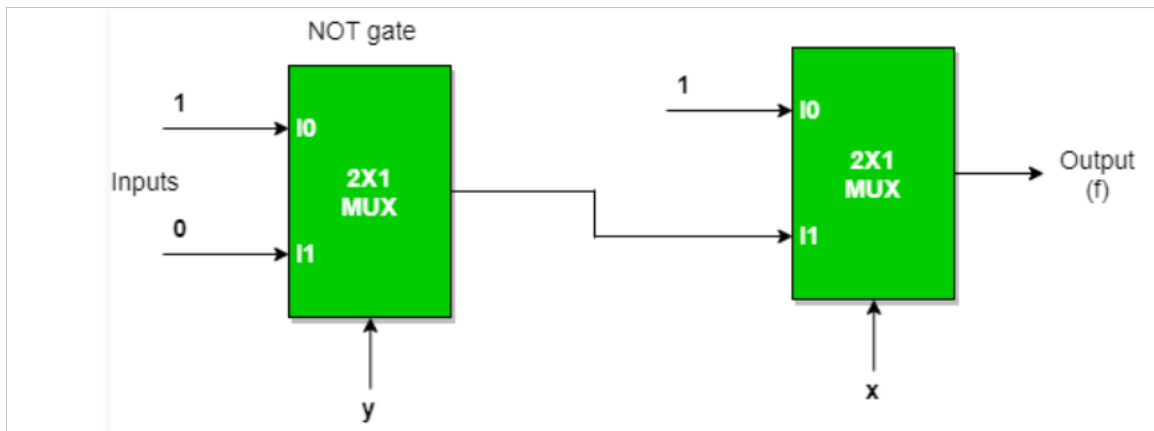 NOT gate
1
I0
Inputs
2X1
MUX
0
I1
y
1
I0
2X1
MUX
I1
x
Output
(f)